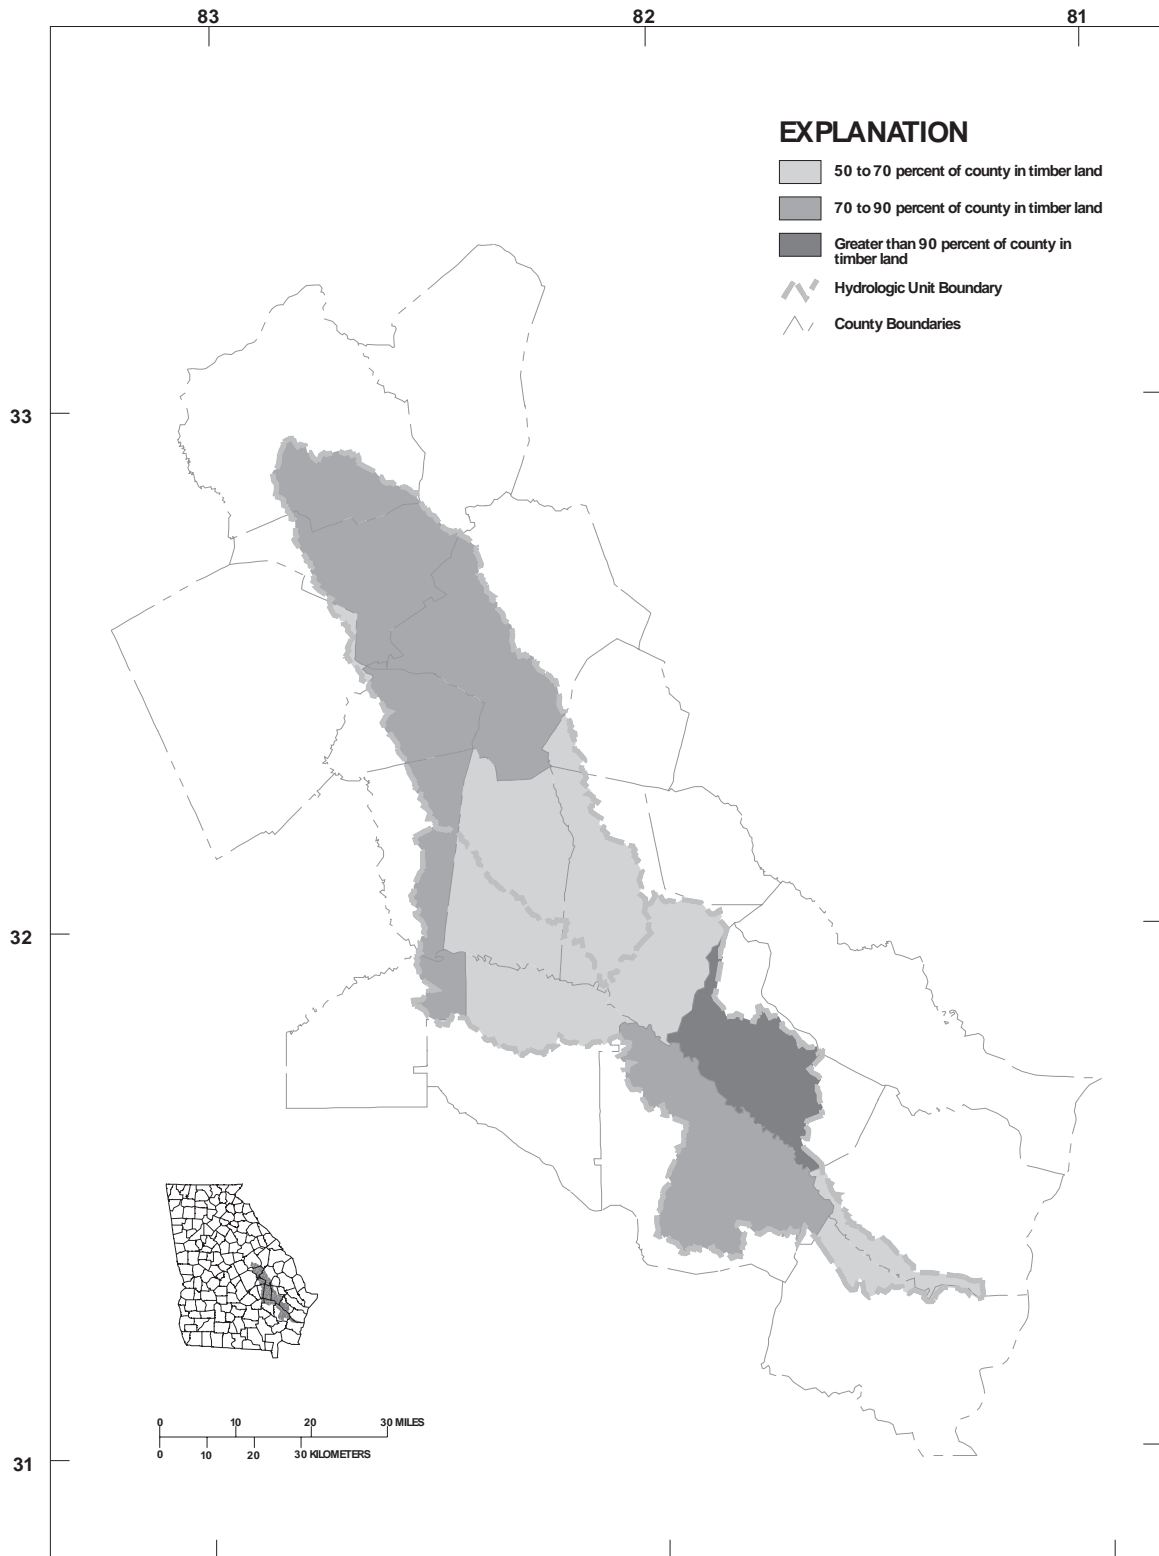 83 82 81
EXPLANATION
50 to 70 percent of county in timber land
70 to 90 percent of county in timber land
Greater than 90 percent of county in
timber land
Hydrologic Unit Boundary
County Boundaries
33
32
0 10 20 30 MILES
0 10 20 30 KILOMETERS
31